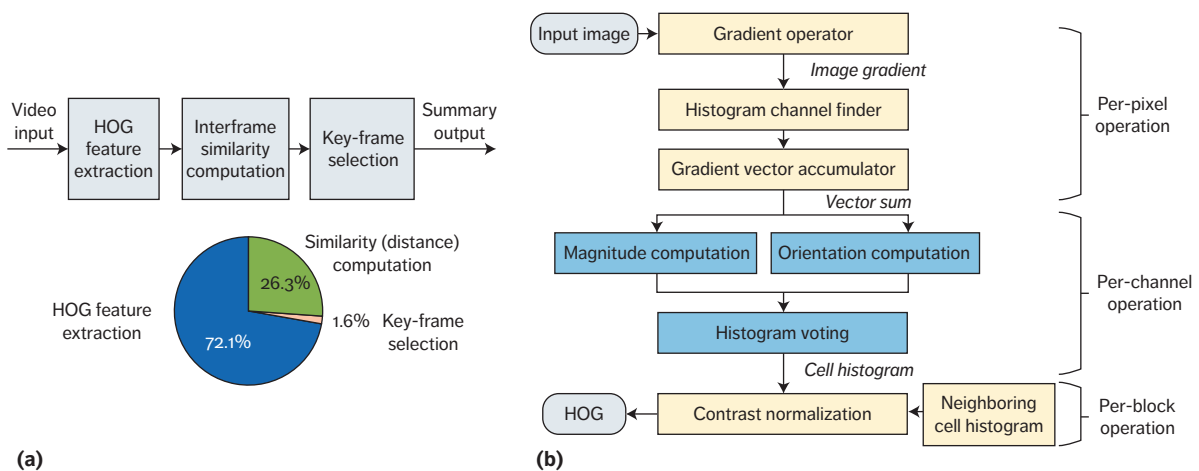 Video
input
HOG
feature
extraction
Interframe
similarity
computation
Key-frame
selection
Summary
output
Similarity (distance)
computation
26.3%
HOG feature
extraction
72.1%
1.6%
Key-frame
selection
(a)
Input image
Gradient operator
Image gradient
Histogram channel finder
Gradient vector accumulator
Vector sum
Magnitude computation
Orientation computation
Histogram voting
Cell histogram
HOG
Contrast normalization
Neighboring
cell histogram
Per-pixel
operation
Per-channel
operation
Per-block
operation
(b)